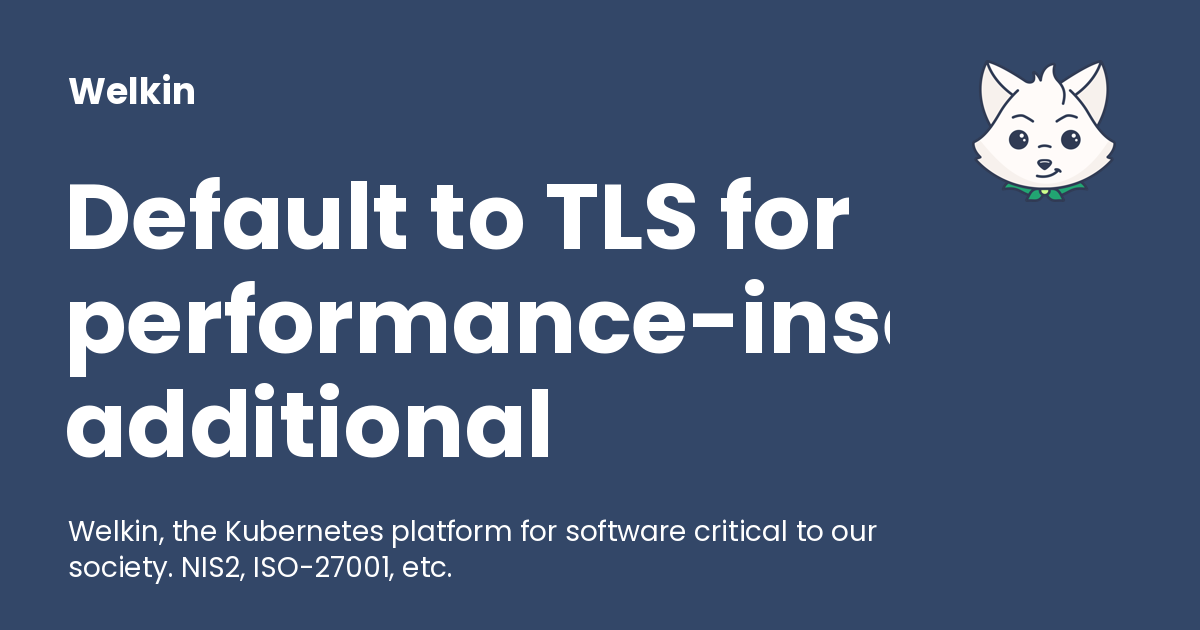 Welkin
Default to TLS for
performance-ins
additional
Welkin, the Kubernetes platform for software critical to our
society. NIS2, ISO-27001, etc.